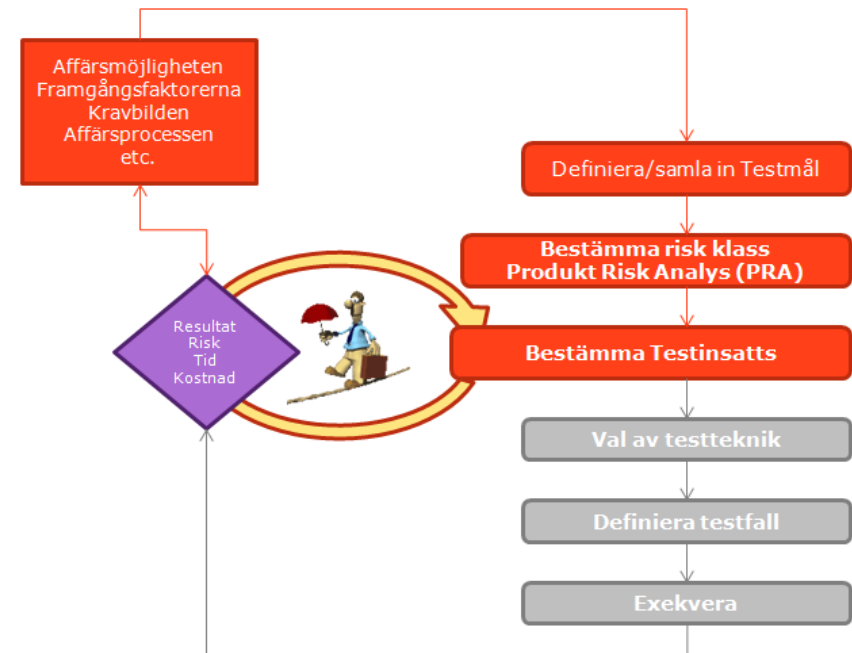 Affärsmöjligheten
Framgångsfaktorerna
Kravbilden
Affärsprocessen
etc.
Definiera/samla in Testmål
Bestämma risk klass
Produkt Risk Analys (PRA)
Resultat
Risk
Tid
Kostnad
Bestämma Testinsatts
Val av testteknik
Definiera testfall
Exekvera